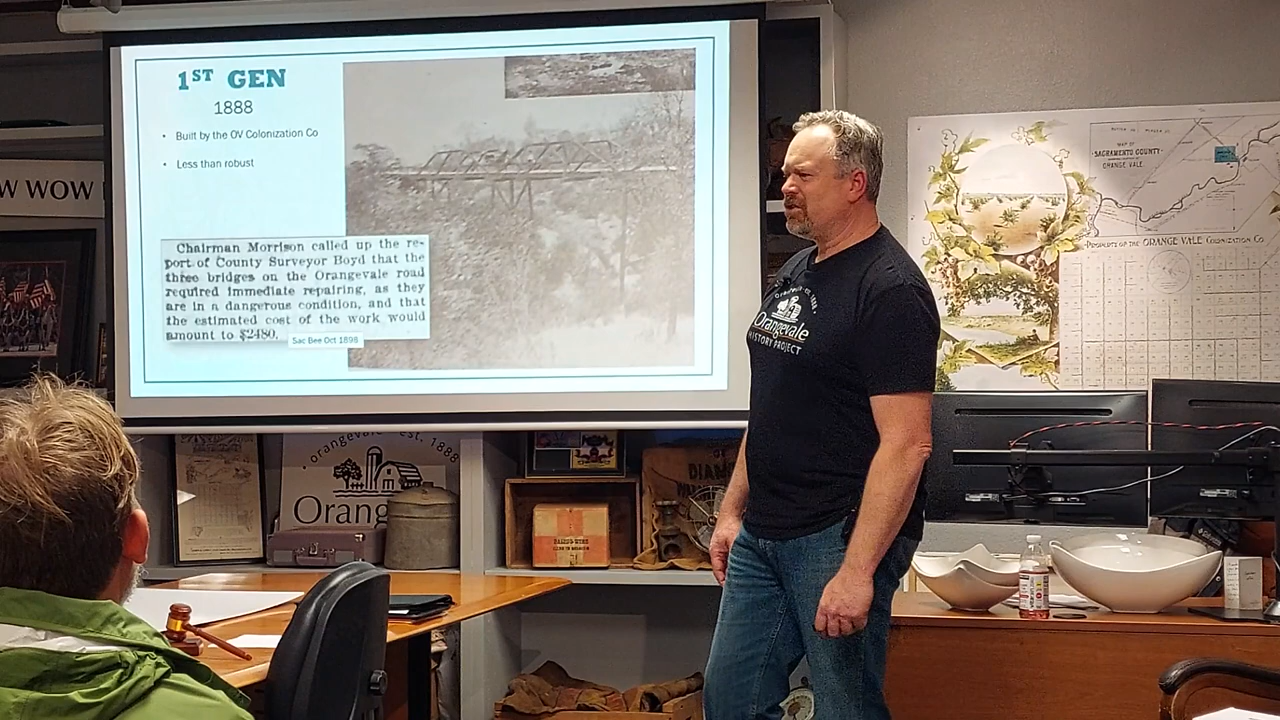 1ST GEN
1888
• Built by the OV Colonization Co
• Less than robust
Chairman Morrison called up the re-
port of County Surveyor Boyd that the
three bridges on the Orangevale road
required immediate repairing, as they
are in a dangerous condition, and that
the estimated cost of the work would
amount to $2480.
Sac Bee Oct 1898
W WOW
orangevale est. 1888
Orang
Orangevale
HISTORY PROJECT
MAP OF
SACRAMENTO COUNTY
ORANGE VALE
PROSPECTS OF THE ORANGE VALE COLONIZATION CO
DIAM